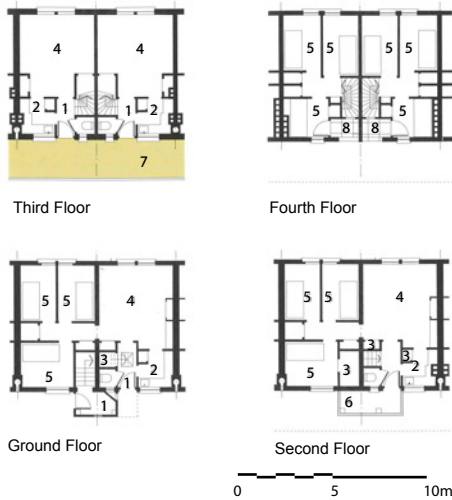 4 4 5 5 5 5
2 1 1 2 5 5
8 8
7
Third Floor Fourth Floor
5 5 4 5 5 4
3 2 3 3 2
5 1 5 3
1 6
Ground Floor Second Floor
0 5 10m